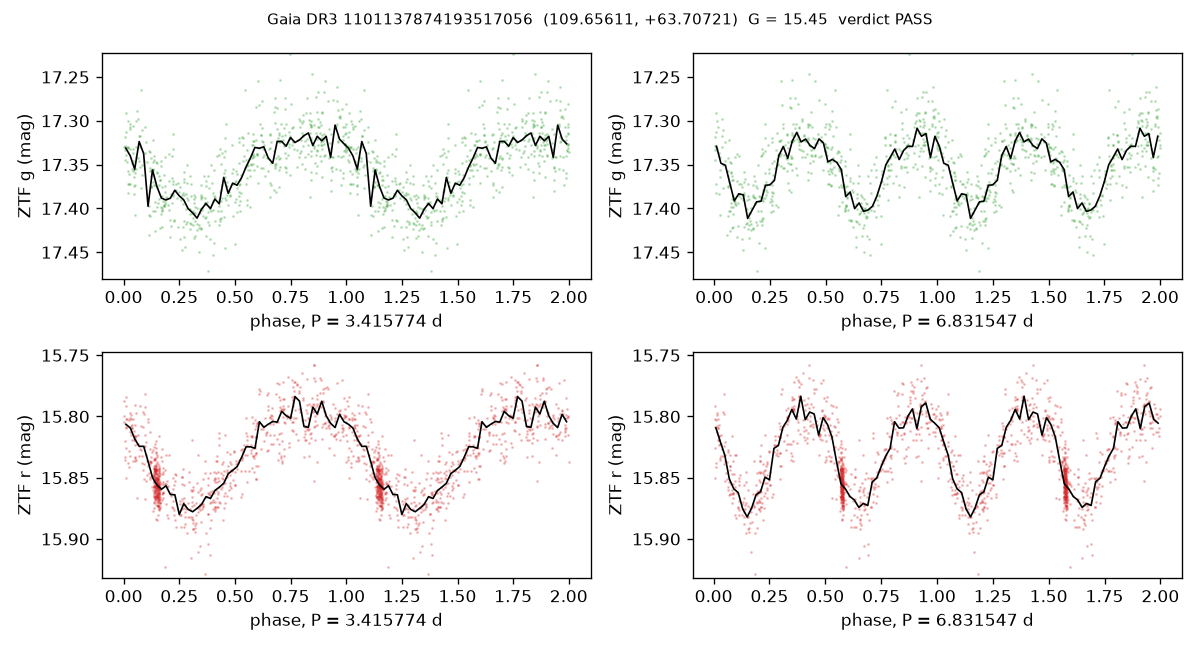 Gaia DR3 1101137874193517056  (109.65611, +63.70721)  G = 15.45  verdict PASS
ZTF g (mag)
17.25
17.30
17.35
17.40
17.45
0.00 0.25 0.50 0.75 1.00 1.25 1.50 1.75 2.00
phase, P = 3.415774 d
ZTF g (mag)
17.25
17.30
17.35
17.40
17.45
0.00 0.25 0.50 0.75 1.00 1.25 1.50 1.75 2.00
phase, P = 6.831547 d
ZTF r (mag)
15.75
15.80
15.85
15.90
0.00 0.25 0.50 0.75 1.00 1.25 1.50 1.75 2.00
phase, P = 3.415774 d
ZTF r (mag)
15.75
15.80
15.85
15.90
0.00 0.25 0.50 0.75 1.00 1.25 1.50 1.75 2.00
phase, P = 6.831547 d